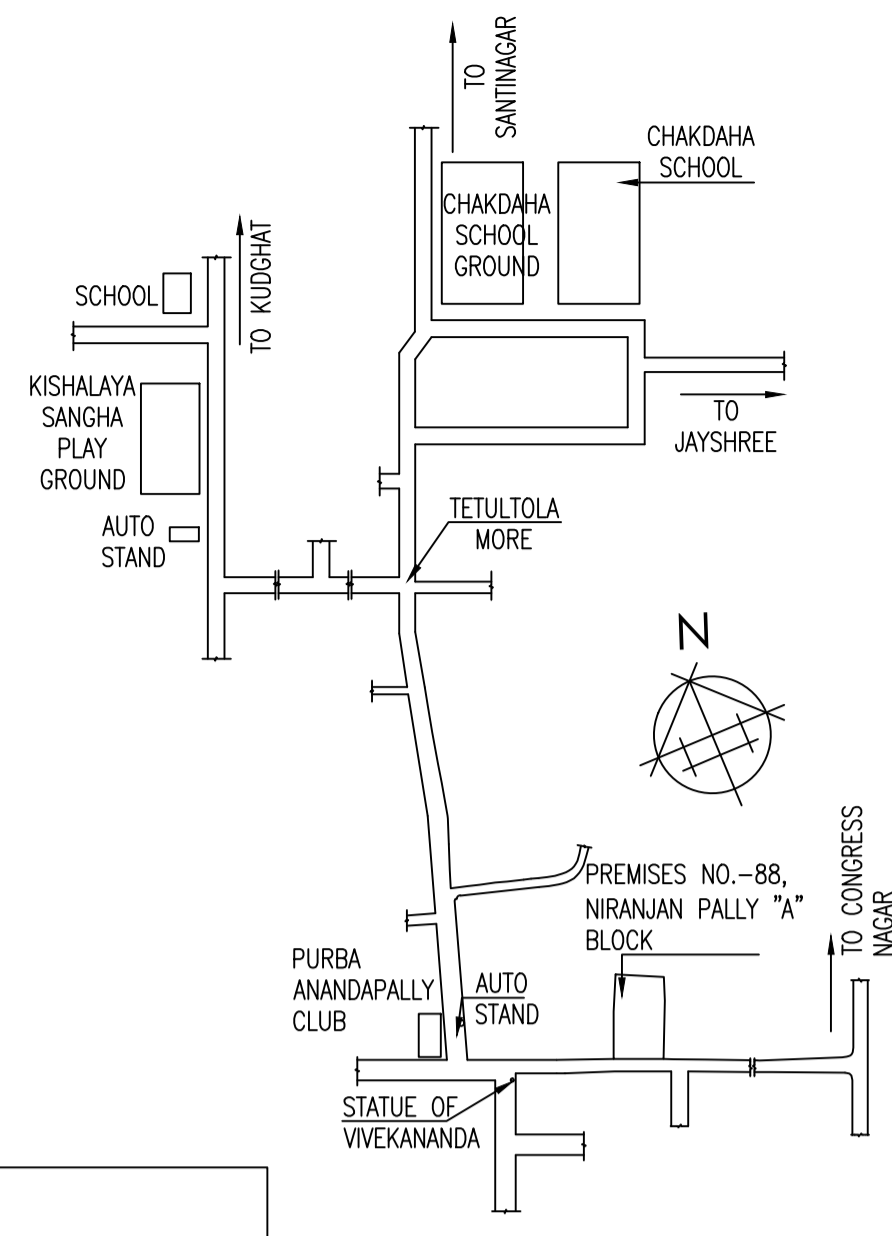 TO
SANTINAGAR
CHAKDAHA
SCHOOL
CHAKDAHA
SCHOOL
GROUND
TO KUDGHAT
SCHOOL
KISHALAYA
SANGHA
PLAY
GROUND
TO
JAYSHREE
AUTO
STAND
TETULTOLA
MORE
N
PREMISES NO.-88,
NIRANJAN PALLY "A"
BLOCK
TO CONGRESS
NAGAR
PURBA
ANANDAPALLY
CLUB
AUTO
STAND
STATUE OF
VIVEKANANDA